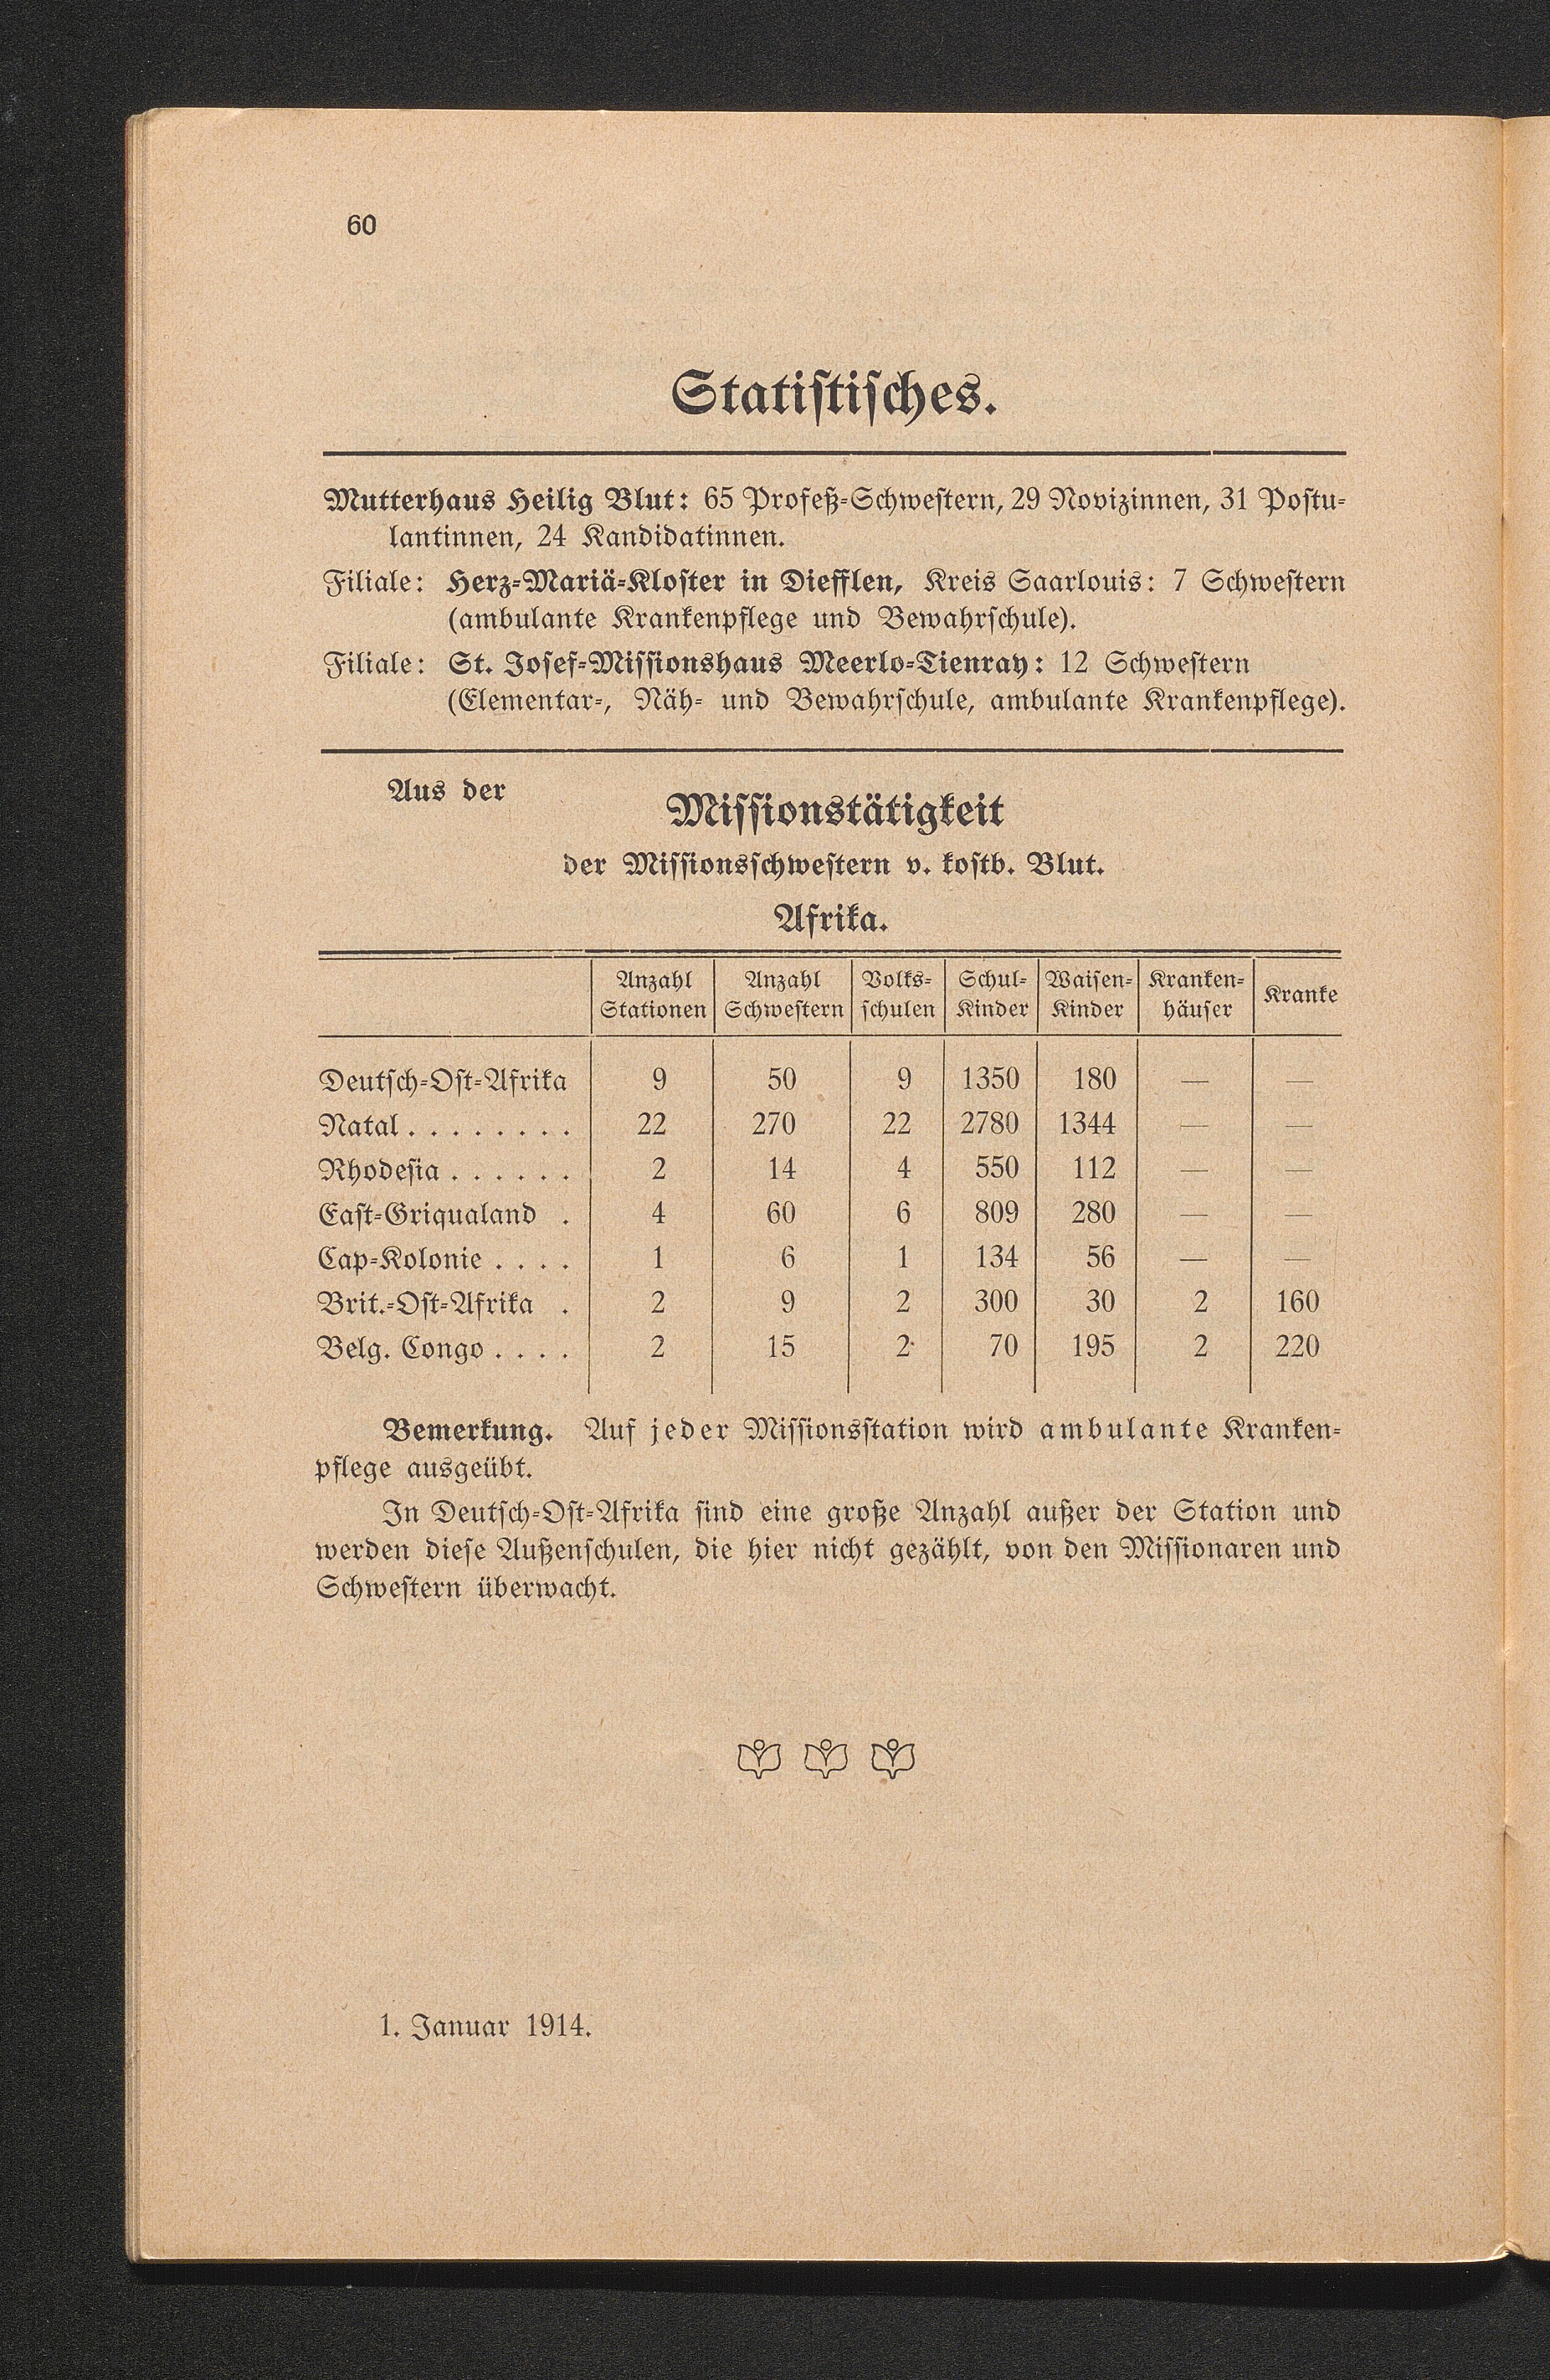 60
Statistisches.
Mutterhaus Heilig Blut: 65 Profeß-Schwestern, 29 Novizinnen, 31 Postu-
lantinnen, 24 Kandidatinnen.
Filiale: Herz-Mariä-Kloster in Diefflen, Kreis Saarlouis: 7 Schwestern
(ambulante Krankenpflege und Bewahrschule).
Filiale: St. Josef-Missionshaus Meerlo-Tienray: 12 Schwestern
(Elementar-, Näh- und Bewahrschule, ambulante Krankenpflege).
Aus der
Missionstätigkeit
der Missionsschwestern v. kostb. Blut.
Afrika.
Anzahl Anzahl Volks- Schul- Waisen- Kranken- Kranke
Stationen Schwestern schulen Kinder Kinder häuser
Deutsch-Ost-Afrika 9 50 9 1350 180 — —
Natal . . . . . . . . 22 270 22 2780 1344 — —
Rhodesia . . . . . . 2 14 4 550 112 — —
East-Griqualand . 4 60 6 809 280 — —
Cap-Kolonie . . . . 1 6 1 134 56 — —
Brit.-Ost-Afrika . 2 9 2 300 30 2 160
Belg. Congo . . . . 2 15 2 70 195 2 220
Bemerkung. Auf jeder Missionsstation wird ambulante Kranken-
pflege ausgeübt.
In Deutsch-Ost-Afrika sind eine große Anzahl außer der Station und
werden diese Außenschulen, die hier nicht gezählt, von den Missionaren und
Schwestern überwacht.
1. Januar 1914.